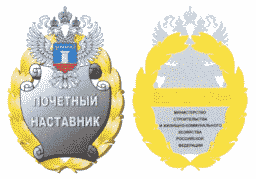 ПОЧЕТНЫЙ
НАСТАВНИК
МИНИСТЕРСТВО
СТРОИТЕЛЬСТВА
И ЖИЛИЩНО-КОММУНАЛЬНОГО
ХОЗЯЙСТВА
РОССИЙСКОЙ
ФЕДЕРАЦИИ